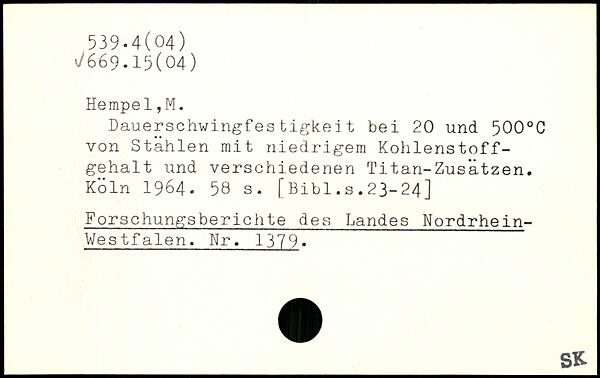 539.4(04)
√669.15(04)
Hempel,M.
Dauerschwingfestigkeit bei 20 und 500°C
von Stählen mit niedrigem Kohlenstoff-
gehalt und verschiedenen Titan-Zusätzen.
Köln 1964. 58 s. [Bibl.s.23-24]
Forschungsberichte des Landes Nordrhein-
Westfalen. Nr. 1379.
SK